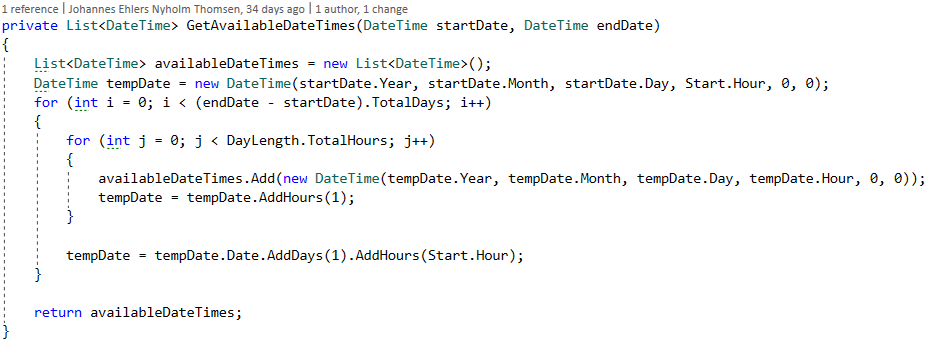 1 reference | Johannes Ehlers Nyholm Thomsen, 34 days ago | 1 author, 1 change
private List<DateTime> GetAvailableDateTimes(DateTime startDate, DateTime endDate)
{
    List<DateTime> availableDateTimes = new List<DateTime>();
    DateTime tempDate = new DateTime(startDate.Year, startDate.Month, startDate.Day, Start.Hour, 0, 0);
    for (int i = 0; i < (endDate - startDate).TotalDays; i++)
    {
        for (int j = 0; j < DayLength.TotalHours; j++)
        {
            availableDateTimes.Add(new DateTime(tempDate.Year, tempDate.Month, tempDate.Day, tempDate.Hour, 0, 0));
            tempDate = tempDate.AddHours(1);
        }
        tempDate = tempDate.Date.AddDays(1).AddHours(Start.Hour);
    }
    return availableDateTimes;
}